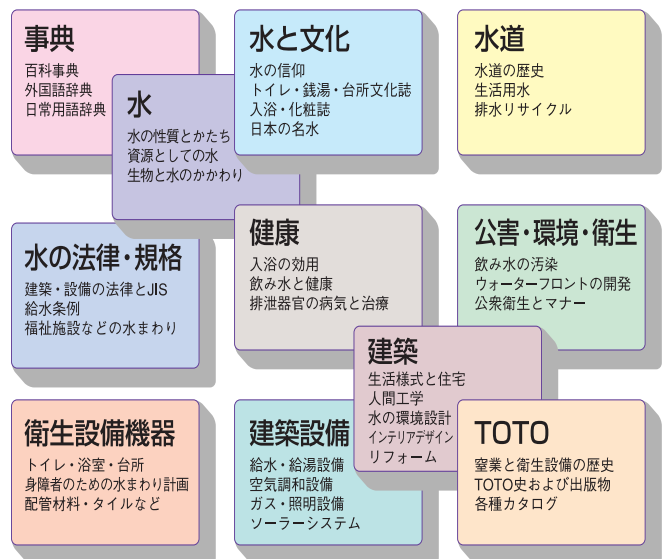 事典
百科事典
外国語辞典
日常用語辞典
水
水の性質とかたち
資源としての水
生物と水のかかわり
水と文化
水の信仰
トイレ・銭湯・台所文化誌
入浴・化粧誌
日本の名水
水道
水道の歴史
生活用水
排水リサイクル
水の法律・規格
建築・設備の法律とJIS
給水条例
福祉施設などの水まわり
健康
入浴の効用
飲み水と健康
排泄器官の病気と治療
公害・環境・衛生
飲み水の汚染
ウォーターフロントの開発
公衆衛生とマナー
建築
生活様式と住宅
人間工学
水の環境設計
インテリアデザイン
リフォーム
衛生設備機器
トイレ・浴室・台所
身障者のための水まわり計画
配管材料・タイルなど
建築設備
給水・給湯設備
空気調和設備
ガス・照明設備
ソーラーシステム
TOTO
窯業と衛生設備の歴史
TOTO史および出版物
各種カタログ